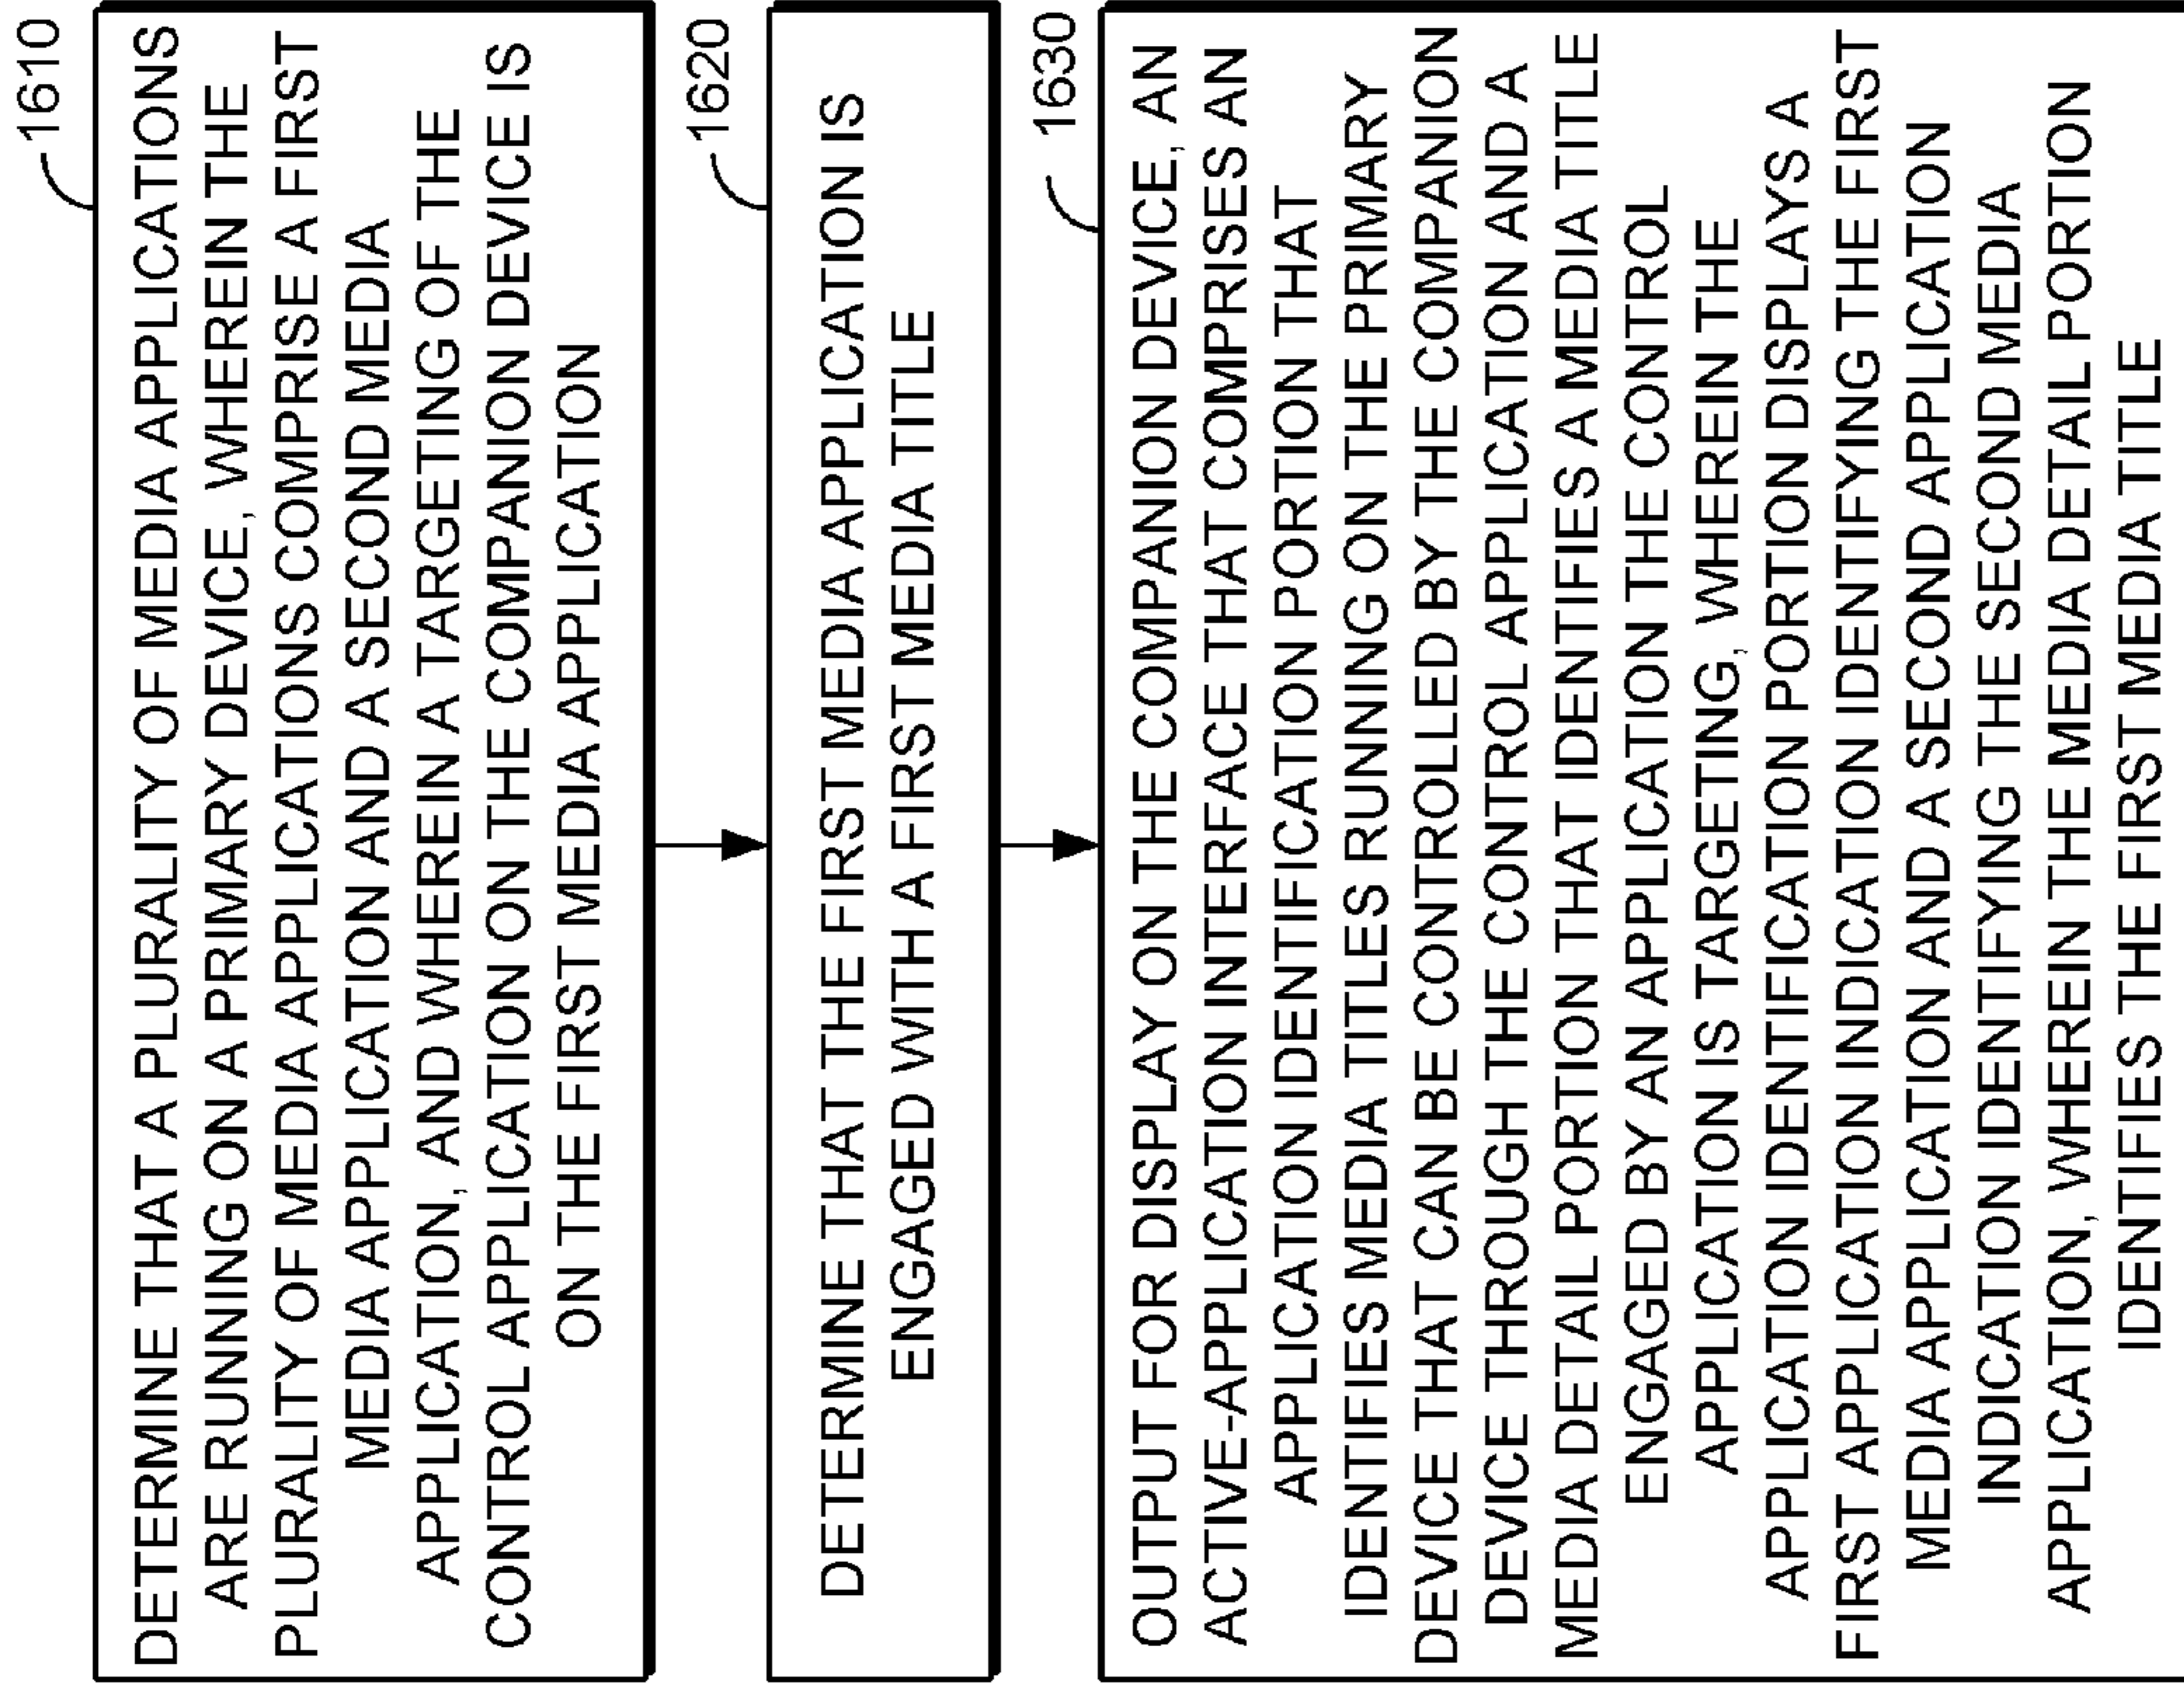 1610
DETERMINE THAT A PLURALITY OF MEDIA APPLICATIONS
ARE RUNNING ON A PRIMARY DEVICE, WHEREIN THE
PLURALITY OF MEDIA APPLICATIONS COMPRISE A FIRST
MEDIA APPLICATION AND A SECOND MEDIA
APPLICATION, AND WHEREIN A TARGETING OF THE
CONTROL APPLICATION ON THE COMPANION DEVICE IS
ON THE FIRST MEDIA APPLICATION
1620
DETERMINE THAT THE FIRST MEDIA APPLICATION IS
ENGAGED WITH A FIRST MEDIA TITLE
1630
OUTPUT FOR DISPLAY ON THE COMPANION DEVICE, AN
ACTIVE-APPLICATION INTERFACE THAT COMPRISES AN
APPLICATION IDENTIFICATION PORTION THAT
IDENTIFIES MEDIA TITLES RUNNING ON THE PRIMARY
DEVICE THAT CAN BE CONTROLLED BY THE COMPANION
DEVICE THROUGH THE CONTROL APPLICATION AND A
MEDIA DETAIL PORTION THAT IDENTIFIES A MEDIA TITLE
ENGAGED BY AN APPLICATION THE CONTROL
APPLICATION IS TARGETING, WHEREIN THE
APPLICATION IDENTIFICATION PORTION DISPLAYS A
FIRST APPLICATION INDICATION IDENTIFYING THE FIRST
MEDIA APPLICATION AND A SECOND APPLICATION
INDICATION IDENTIFYING THE SECOND MEDIA
APPLICATION, WHEREIN THE MEDIA DETAIL PORTION
IDENTIFIES THE FIRST MEDIA TITLE